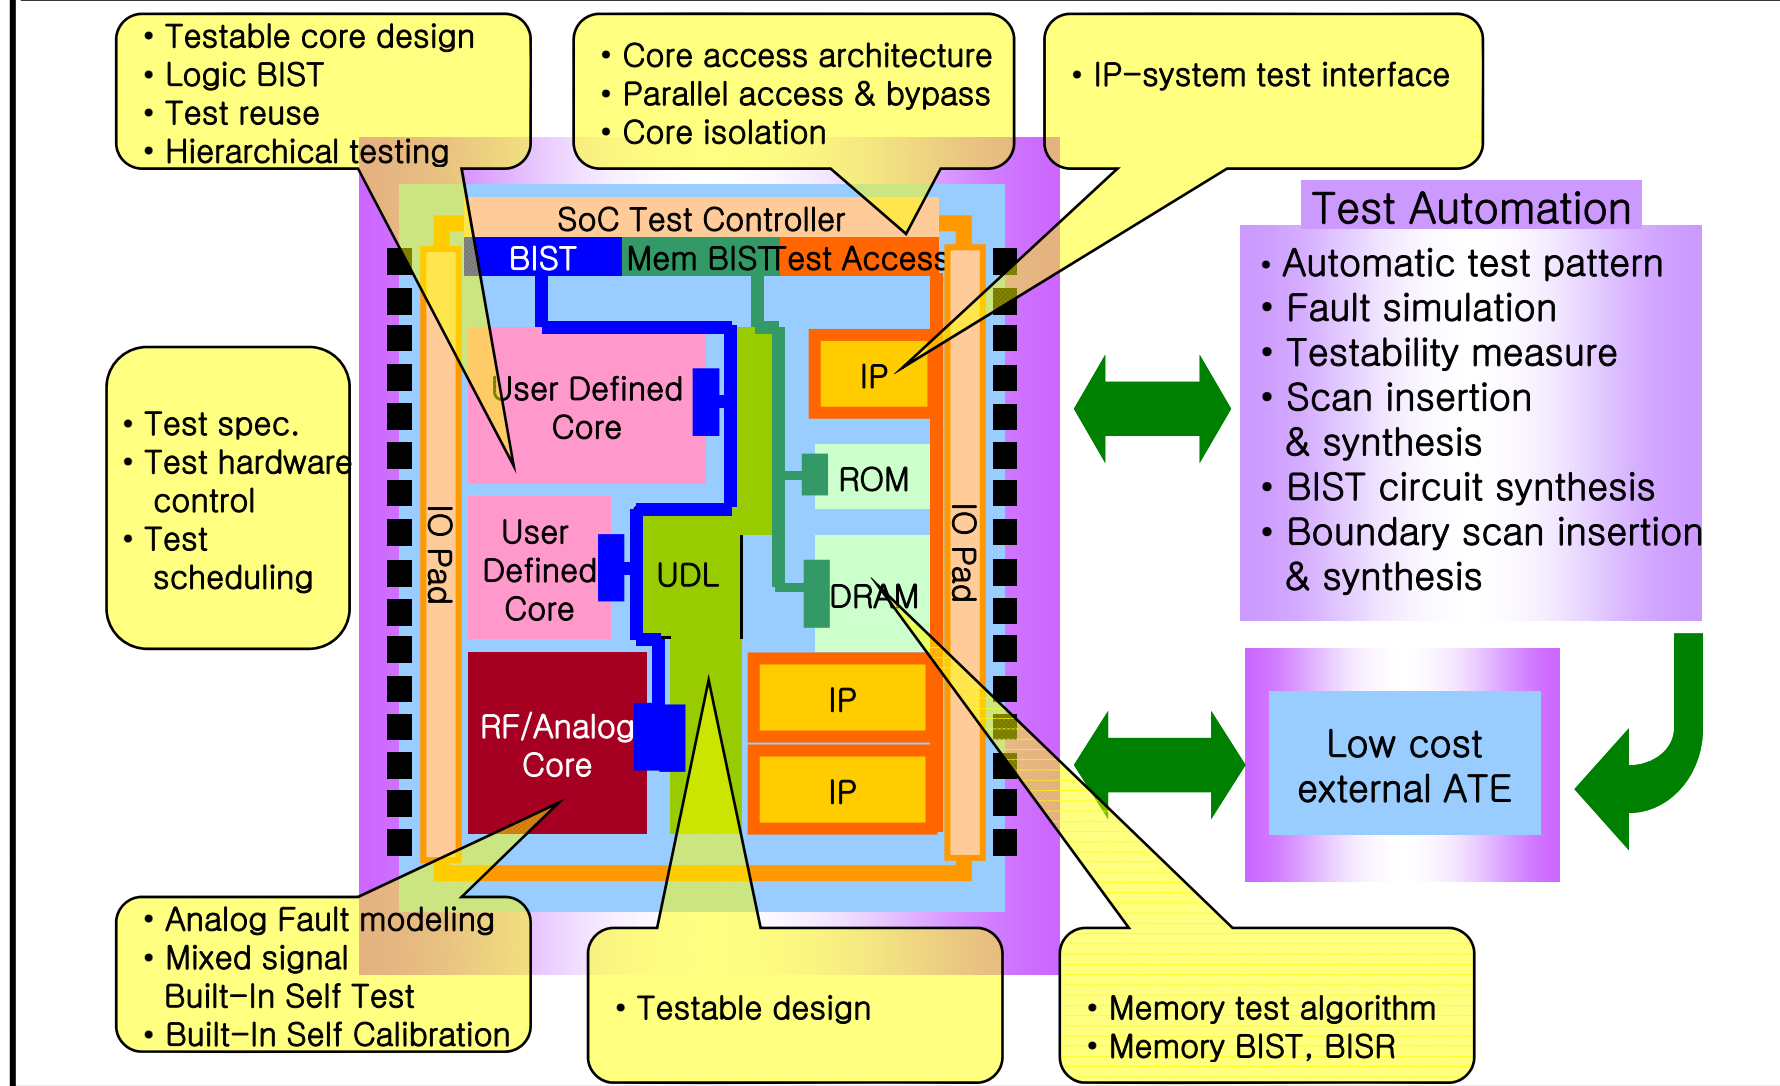 • Testable core design
• Logic BIST
• Test reuse
• Hierarchical testing
• Core access architecture
• Parallel access & bypass
• Core isolation
• IP-system test interface
SoC Test Controller
BIST
Mem BIST
Test Access
IO Pad
User Defined
Core
User
Defined
Core
RF/Analog
Core
UDL
IP
ROM
DRAM
IP
IP
IO Pad
• Test spec.
• Test hardware
control
• Test
scheduling
Test Automation
• Automatic test pattern
• Fault simulation
• Testability measure
• Scan insertion
& synthesis
• BIST circuit synthesis
• Boundary scan insertion
& synthesis
Low cost
external ATE
• Analog Fault modeling
• Mixed signal
Built-In Self Test
• Built-In Self Calibration
• Testable design
• Memory test algorithm
• Memory BIST, BISR